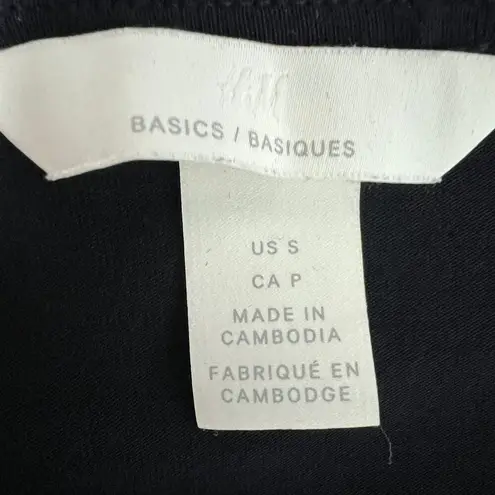 H&M
BASICS / BASIQUES
US S
CA P
MADE IN
CAMBODIA
FABRIQUÉ EN
CAMBODGE